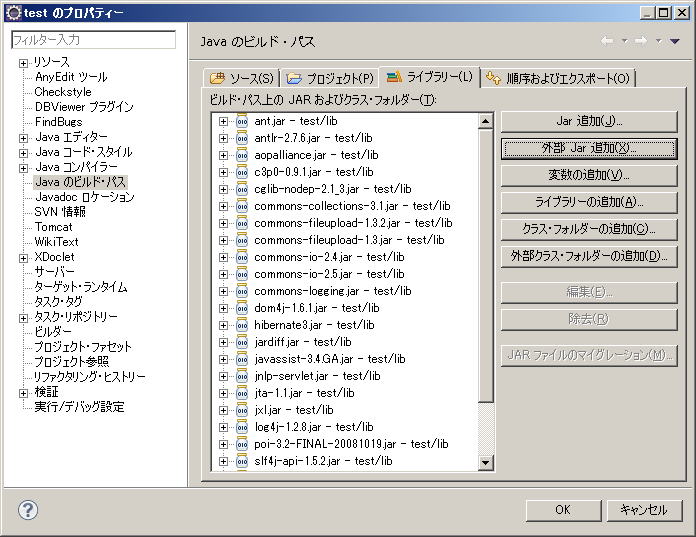 test のプロパティー
フィルター入力
リソース
AnyEdit ツール
Checkstyle
DBViewer プラグイン
FindBugs
Java エディター
Java コード・スタイル
Java コンパイラー
Java のビルド・パス
Javadoc ロケーション
SVN 情報
Tomcat
WikiText
XDoclet
サーバー
ターゲット・ランタイム
タスク・タグ
タスク・リポジトリー
ビルダー
プロジェクト・ファセット
プロジェクト参照
リファクタリング・ヒストリー
検証
実行/デバッグ設定
Java のビルド・パス
ソース(S)
プロジェクト(P)
ライブラリー(L)
順序およびエクスポート(O)
ビルド・パス上の JAR およびクラス・フォルダー(T):
ant.jar - test/lib
antlr-2.7.6.jar - test/lib
aopalliance.jar - test/lib
c3p0-0.9.1.jar - test/lib
cglib-nodep-2.1_3.jar - test/lib
commons-collections-3.1.jar - test/lib
commons-fileupload-1.3.2.jar - test/lib
commons-fileupload-1.3.jar - test/lib
commons-io-2.4.jar - test/lib
commons-io-2.5.jar - test/lib
commons-logging.jar - test/lib
dom4j-1.6.1.jar - test/lib
hibernate3.jar - test/lib
jardiff.jar - test/lib
javassist-3.4.GA.jar - test/lib
jnlp-servlet.jar - test/lib
jta-1.1.jar - test/lib
jxl.jar - test/lib
log4j-1.2.8.jar - test/lib
poi-3.2-FINAL-20081019.jar - test/lib
slf4j-api-1.5.2.jar - test/lib
Jar 追加(J)...
外部 Jar 追加(X)...
変数の追加(V)...
ライブラリーの追加(A)...
クラス・フォルダーの追加(C)...
外部クラス・フォルダーの追加(D)...
編集(E)...
除去(R)
JAR ファイルのマイグレーション(M)...
OK
キャンセル